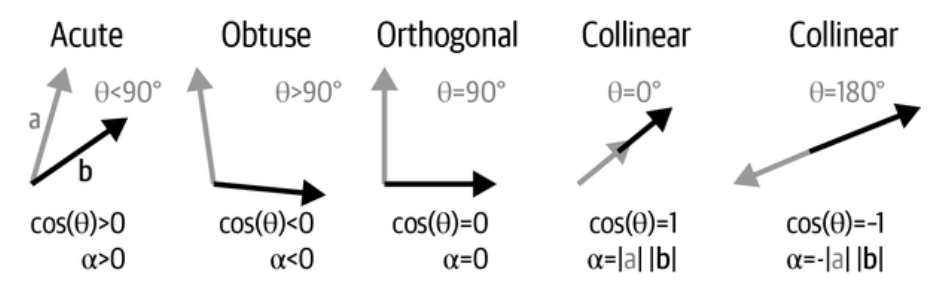 Acute Obtuse Orthogonal Collinear Collinear
θ<90° θ>90° θ=90° θ=0° θ=180°
a
b
cos(θ)>0 cos(θ)<0 cos(θ)=0 cos(θ)=1 cos(θ)=-1
α>0 α<0 α=0 α=|a| |b| α=-|a| |b|